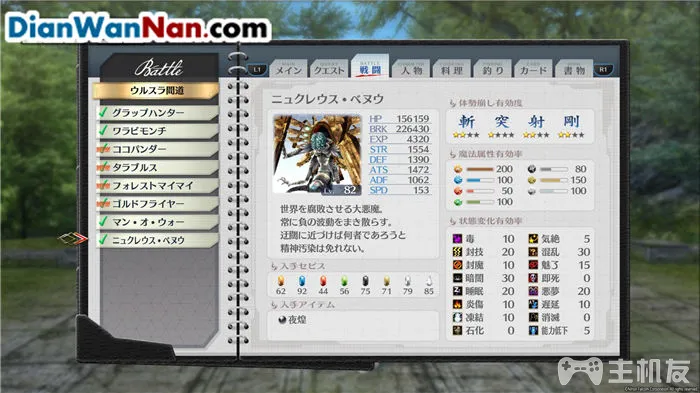 DianWanNan.com
L1 メイン クエスト BATTLE 戦闘 人物 料理 釣り カード 書物 R1
Battle
ウルスラ間道
グラップハンター
ワラビモンチ
ココパンダー
タラブルス
フォレストマイマイ
ゴールドフライヤー
マン・オ・ウォー
ニュクレウス・ベヌウ
ニュクレウス・ベヌウ
Lv. 82
HP 156159
BRK 226430
EXP 4320
STR 1554
DEF 1390
ATS 1472
ADF 1062
SPD 153
世界を腐敗させる大悪魔。
常に負の波動をまき散らす。
迂闊に近づけば何者であろうと
精神汚染は免れない。
入手セピス
62 92 44 56 75 71 79 85
入手アイテム
夜煌
体勢崩し有効度
斬 突 射 剛
魔法属性有効率
200 80
100 150
50 100
100
状態変化有効率
毒 10 気絶 5
封技 20 混乱 30
封魔 10 魅了 15
暗闇 30 即死 0
睡眠 20 悪夢 20
炎傷 10 遅延 10
凍結 10 消滅 0
石化 0 能力低下 5
主机友